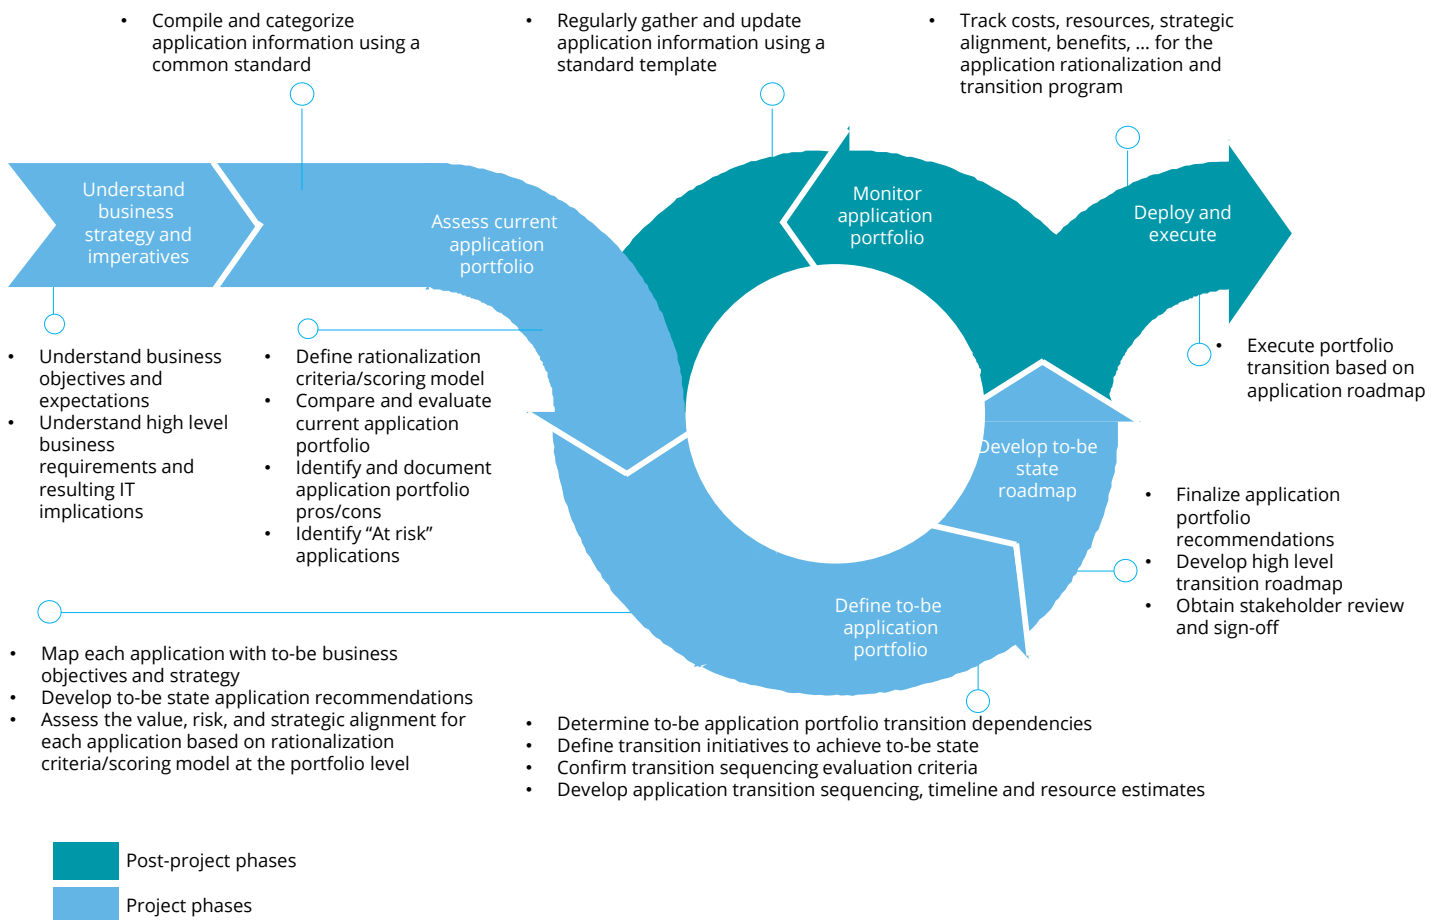 • Compile and categorize
application information using a
common standard
• Regularly gather and update
application information using a
standard template
• Track costs, resources, strategic
alignment, benefits, ... for the
application rationalization and
transition program
Understand
business
strategy and
imperatives
Assess current
application
portfolio
Monitor
application
portfolio
Deploy and
execute
• Understand business
objectives and
expectations
• Understand high level
business
requirements and
resulting IT
implications
• Define rationalization
criteria/scoring model
• Compare and evaluate
current application
portfolio
• Identify and document
application portfolio
pros/cons
• Identify “At risk”
applications
• Execute portfolio
transition based on
application roadmap
Develop to-be
state
roadmap
• Finalize application
portfolio
recommendations
• Develop high level
transition roadmap
• Obtain stakeholder review
and sign-off
Define to-be
application
portfolio
• Map each application with to-be business
objectives and strategy
• Develop to-be state application recommendations
• Assess the value, risk, and strategic alignment for
each application based on rationalization
criteria/scoring model at the portfolio level
• Determine to-be application portfolio transition dependencies
• Define transition initiatives to achieve to-be state
• Confirm transition sequencing evaluation criteria
• Develop application transition sequencing, timeline and resource estimates
Post-project phases
Project phases